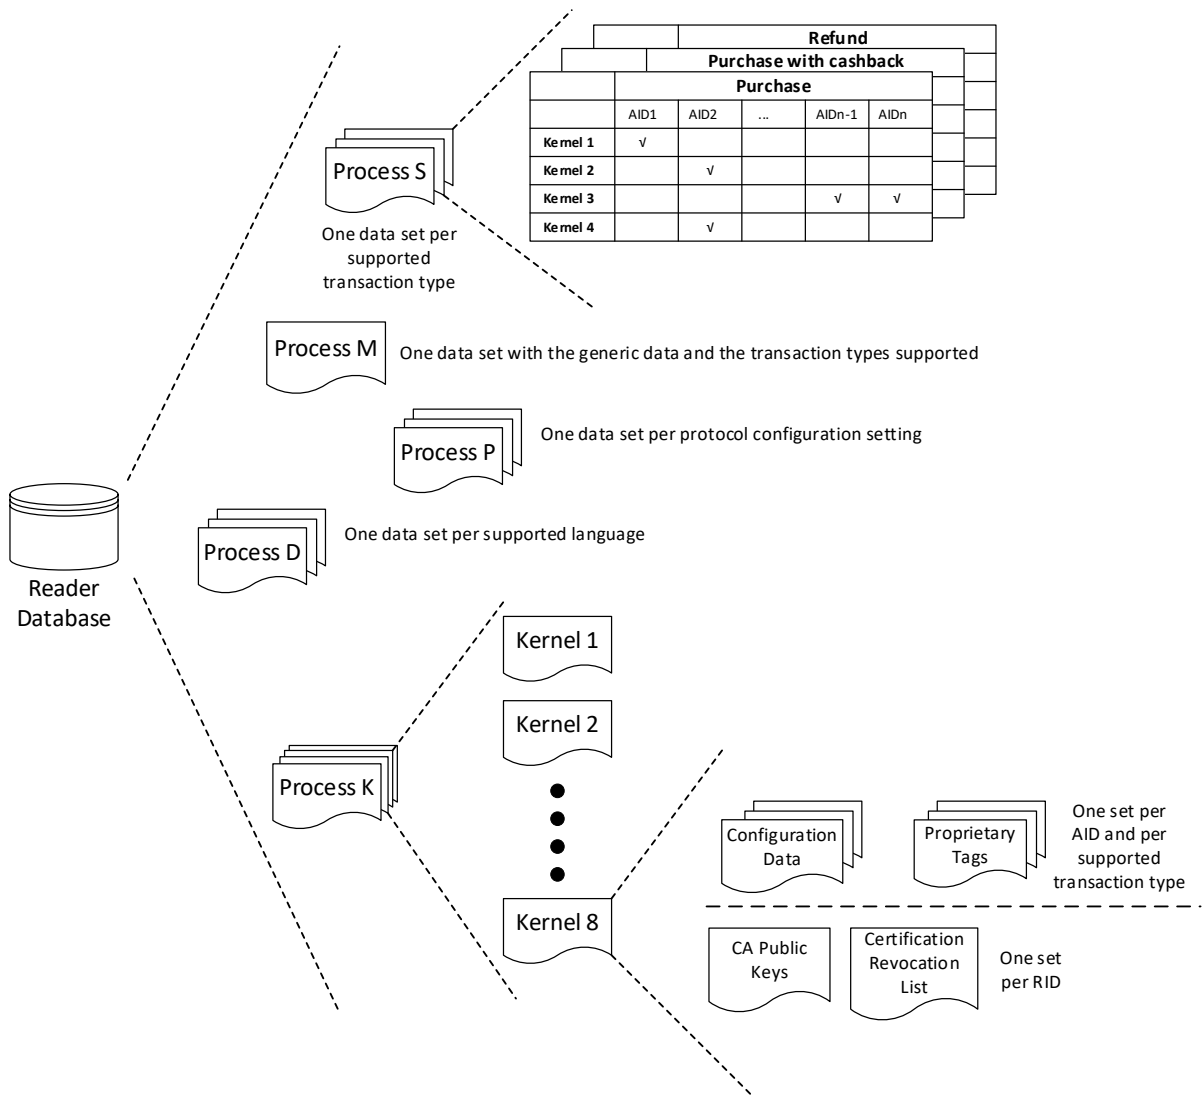 Refund
Purchase with cashback
Purchase
AID1 AID2 ... AIDn-1 AIDn
Kernel 1 √
Kernel 2 √
Kernel 3 √ √
Kernel 4 √
Process S
One data set per
supported
transaction type
Process M
One data set with the generic data and the transaction types supported
Process P
One data set per protocol configuration setting
Process D
One data set per supported language
Reader
Database
Kernel 1
Kernel 2
Process K
Kernel 8
Configuration
Data
Proprietary
Tags
One set per
AID and per
supported
transaction type
CA Public
Keys
Certification
Revocation
List
One set
per RID